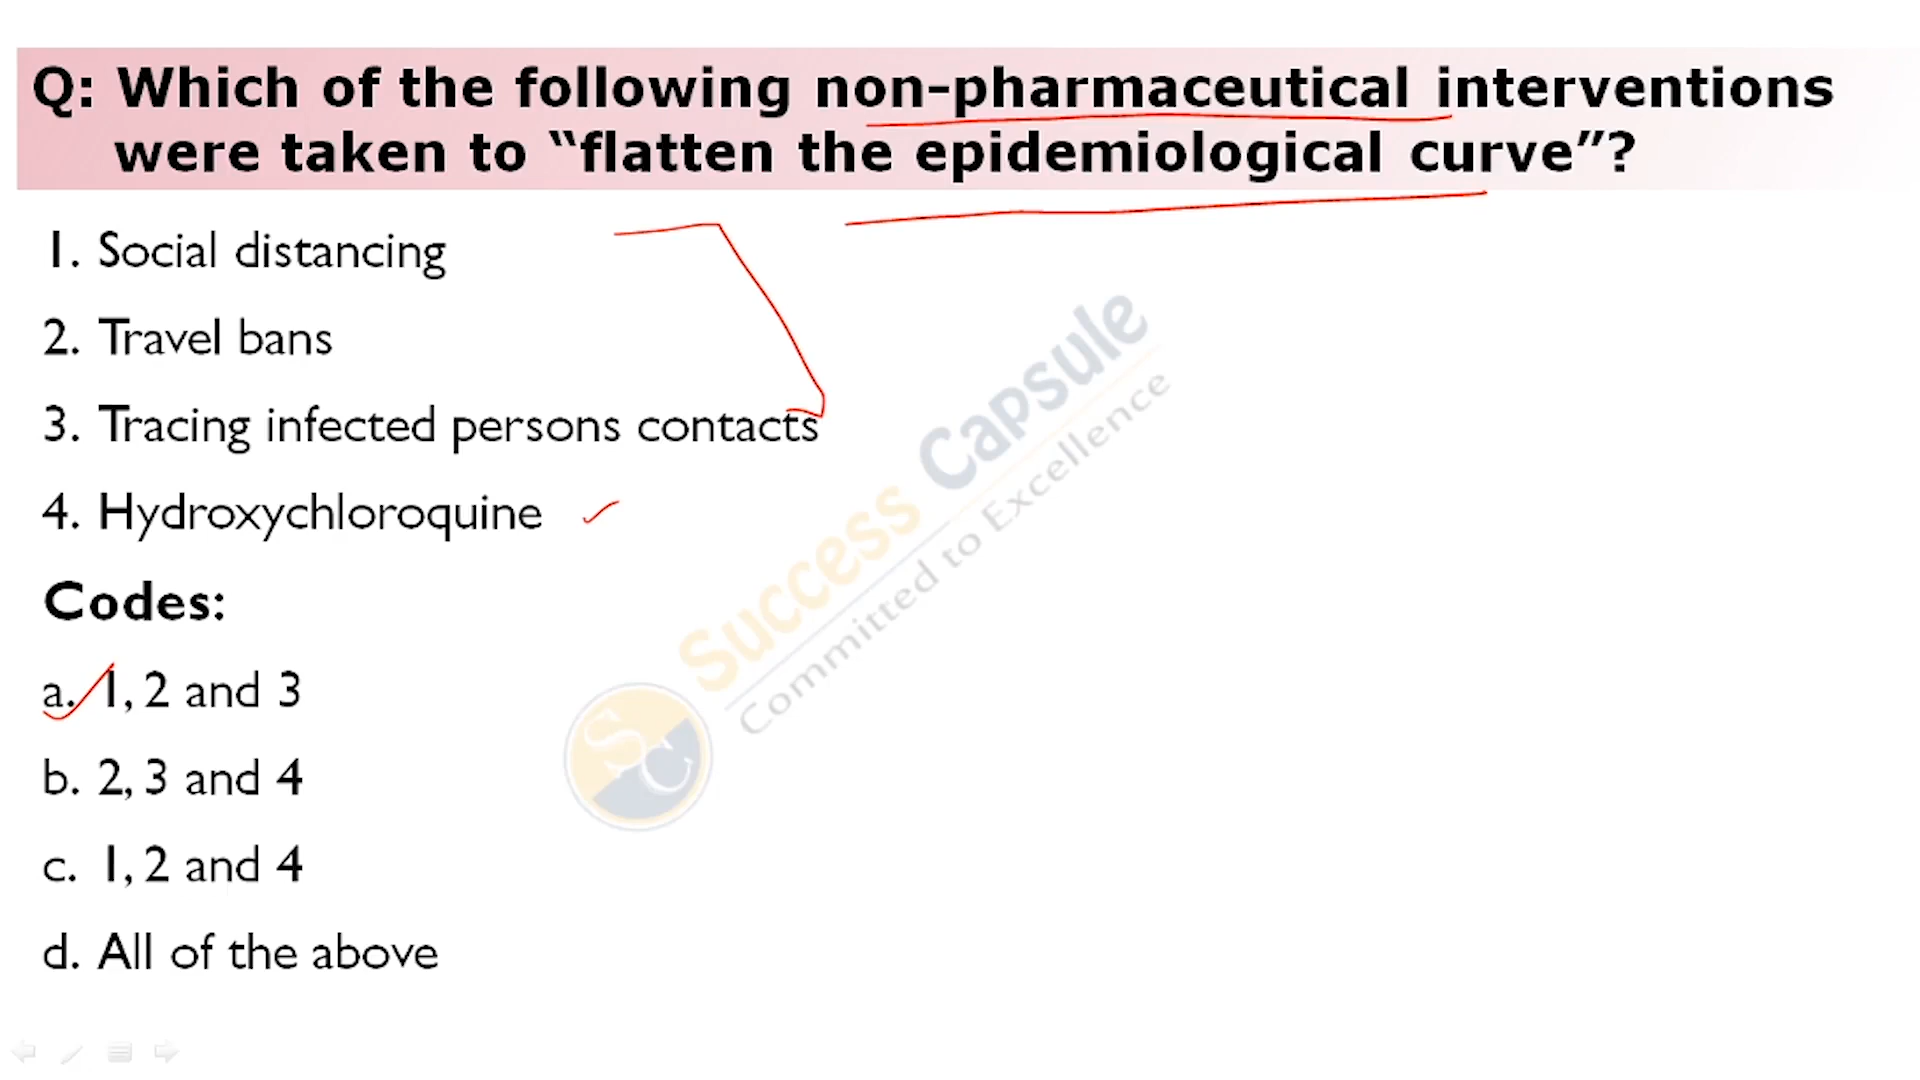 Q: Which of the following non-pharmaceutical interventions
were taken to “flatten the epidemiological curve”?
1. Social distancing
2. Travel bans
3. Tracing infected persons contacts
4. Hydroxychloroquine
Codes:
a. 1, 2 and 3
b. 2, 3 and 4
c. 1, 2 and 4
d. All of the above
Success Capsule
Committed to Excellence
SC